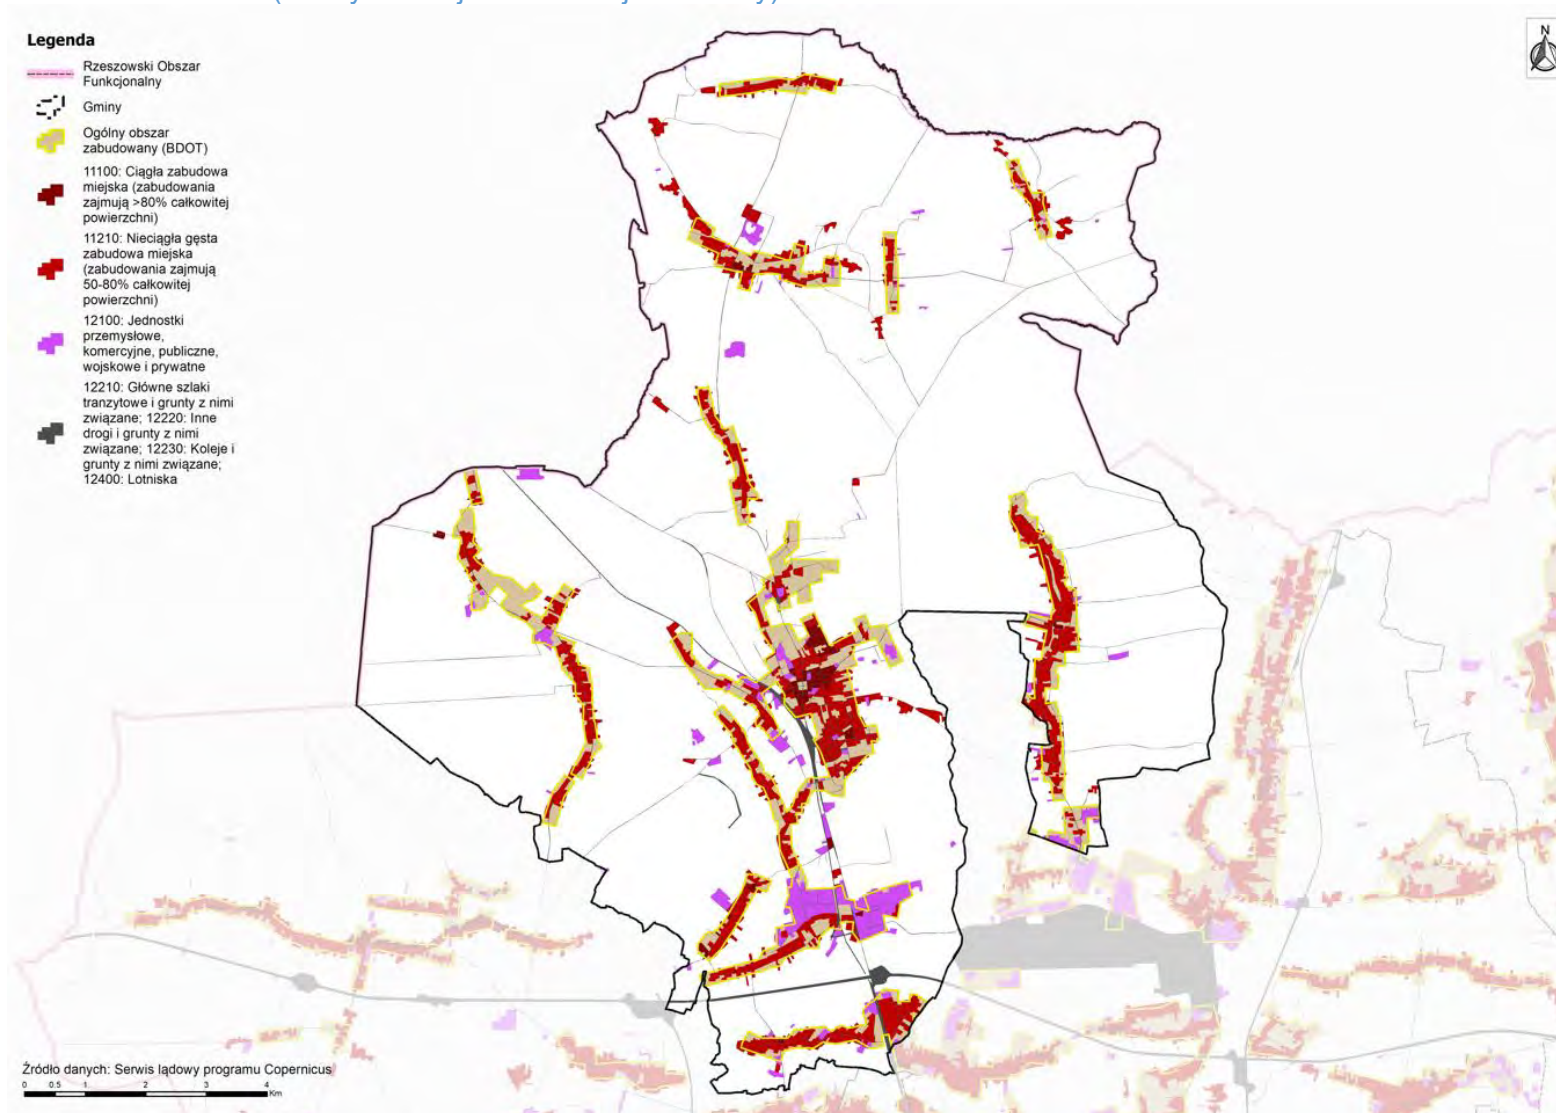 Legenda
Rzeszowski Obszar
Funkcjonalny
Gminy
Ogólny obszar
zabudowany (BDOT)
11100: Ciągła zabudowa
miejska (zabudowania
zajmują >80% całkowitej
powierzchni)
11210: Nieciągła gęsta
zabudowa miejska
(zabudowania zajmują
50-80% całkowitej
powierzchni)
12100: Jednostki
przemysłowe,
komercyjne, publiczne,
wojskowe i prywatne
12210: Główne szlaki
tranzytowe i grunty z nimi
związane; 12220: Inne
drogi i grunty z nimi
związane; 12230: Koleje i
grunty z nimi związane;
12400: Lotniska
N
Źródło danych: Serwis lądowy programu Copernicus
0 0.5 1 2 3 4
Km